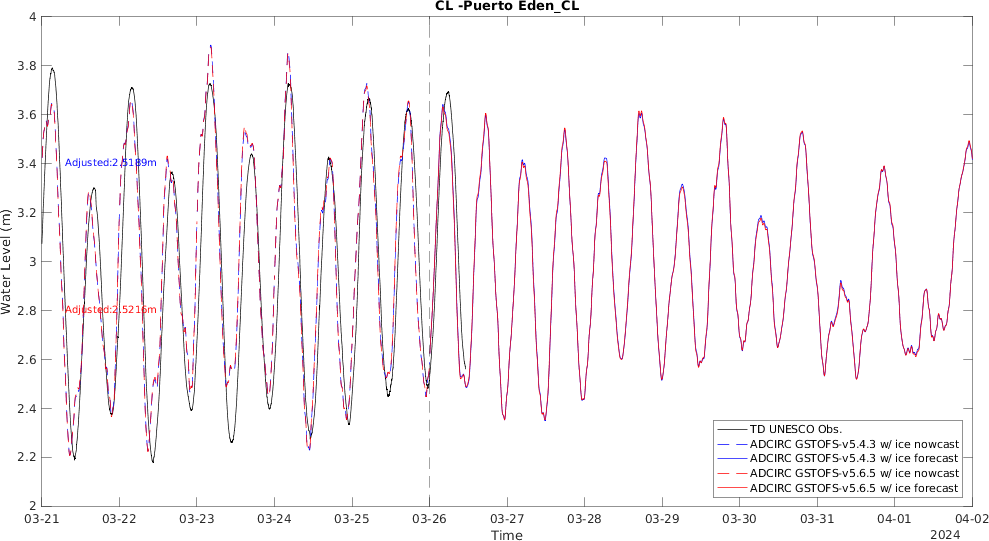 CL -Puerto Eden_CL
4
3.8
3.6
3.4
3.2
3
2.8
2.6
2.4
2.2
2
Water Level (m)
Adjusted:2.5189m
Adjusted:2.5216m
TD UNESCO Obs.
ADCIRC GSTOFS-v5.4.3 w/ ice nowcast
ADCIRC GSTOFS-v5.4.3 w/ ice forecast
ADCIRC GSTOFS-v5.6.5 w/ ice nowcast
ADCIRC GSTOFS-v5.6.5 w/ ice forecast
03-21 03-22 03-23 03-24 03-25 03-26 03-27 03-28 03-29 03-30 03-31 04-01 04-02
Time
2024